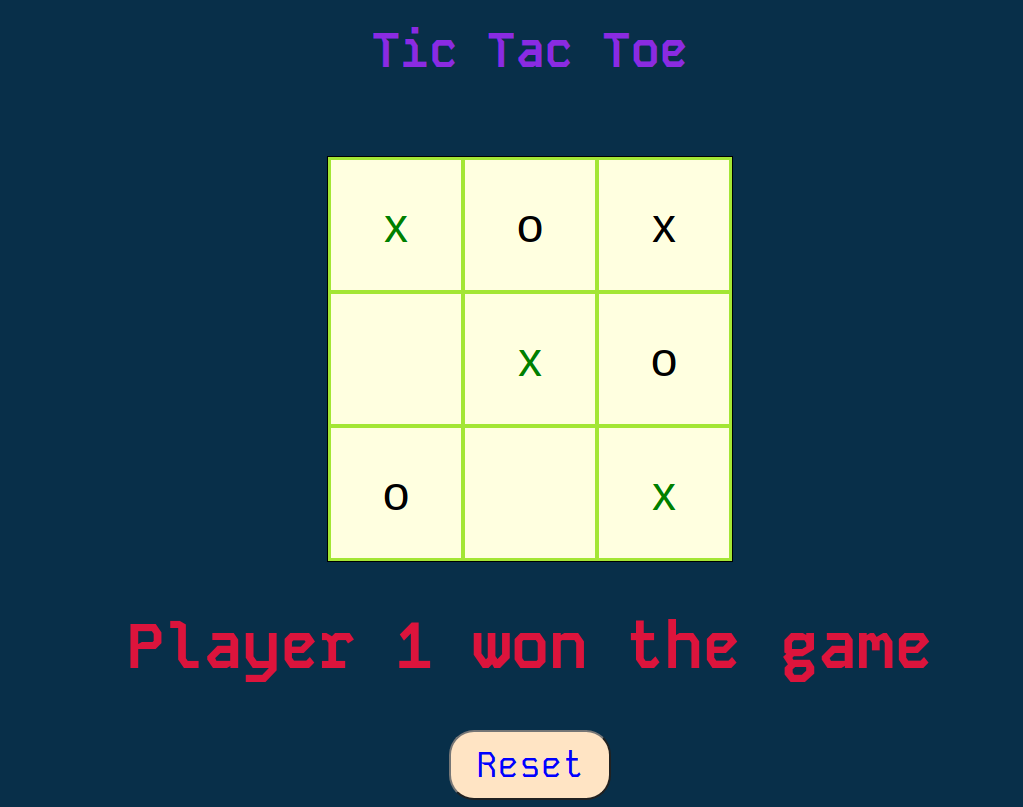 Tic Tac Toe
x o x
x o
o x
Player 1 won the game
Reset